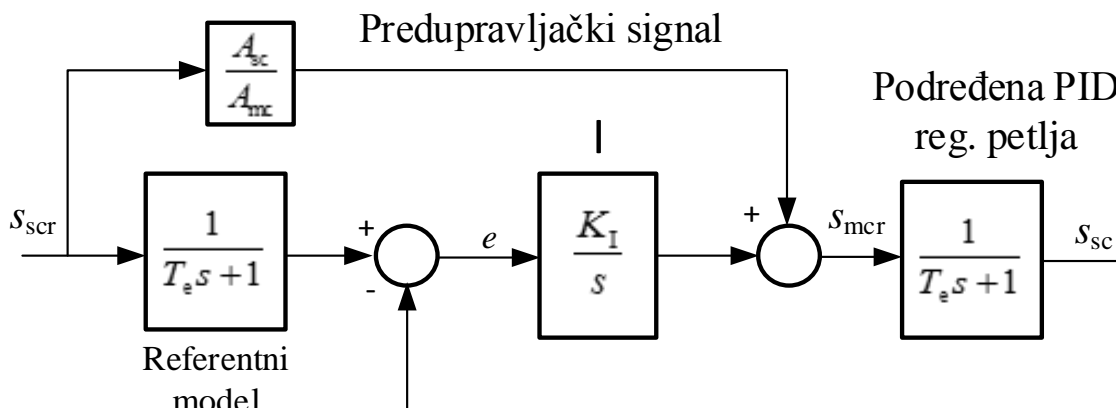 Predupravljački signal
A_sc
A_mc
Podređena PID
reg. petlja
I
s_scr
1
T_e s + 1
+
-
e
K_I
s
+
s_mcr
1
T_e s + 1
s_sc
Referentni
model